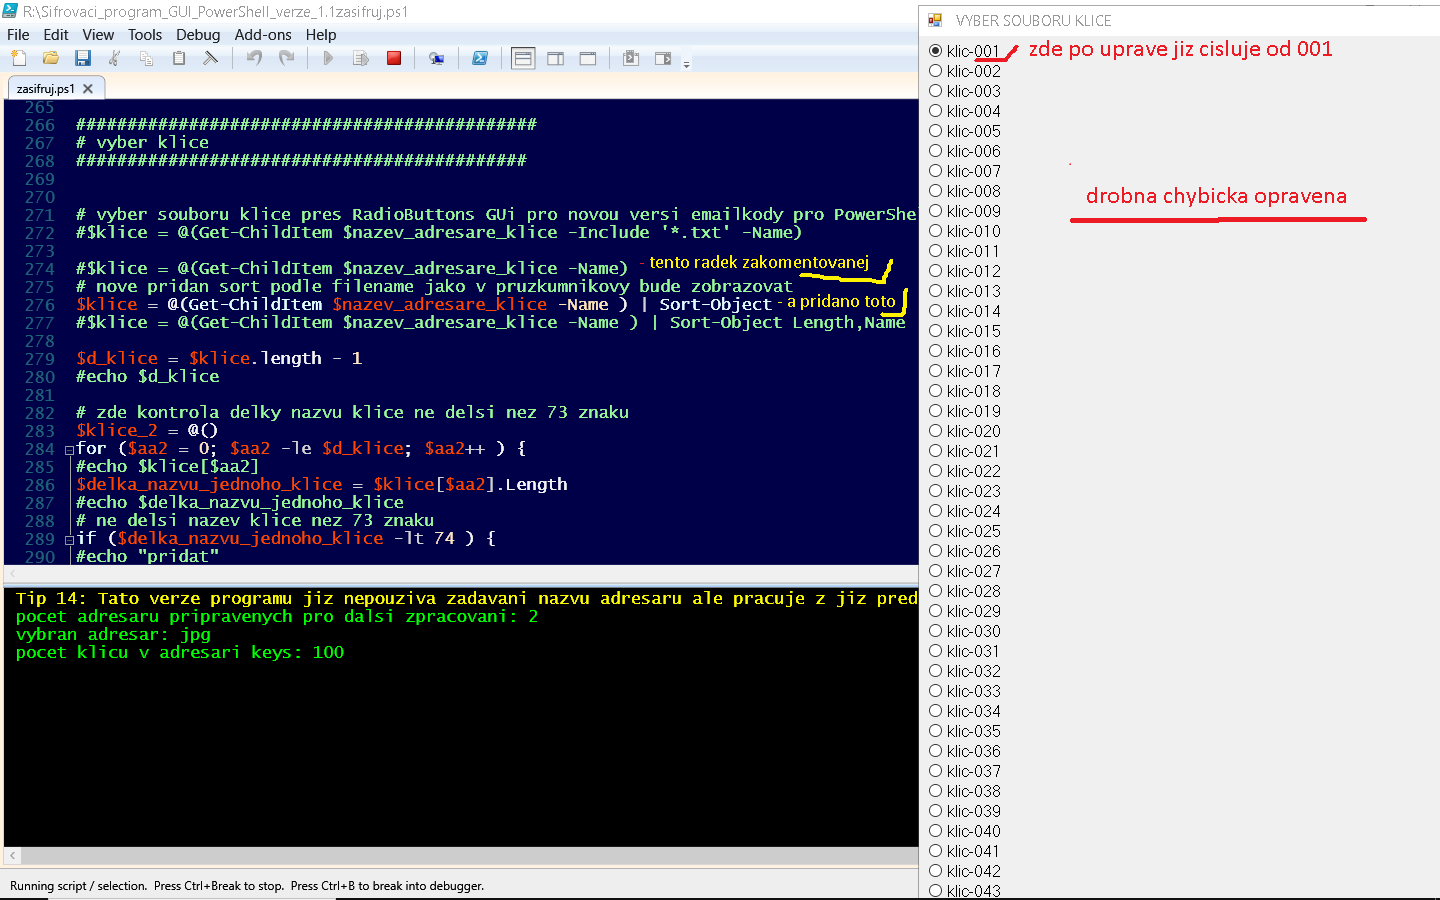 R:\Sifrovaci_program_GUI_PowerShell_verze_1.1zasifruj.ps1
File Edit View Tools Debug Add-ons Help
zasifruj.ps1
265
266 #############################################
267 # vyber klice
268 ############################################
269
270
271 # vyber souboru klice pres RadioButtons GUi pro novou versi emailkody pro PowerShel
272 #$klice = @(Get-ChildItem $nazev_adresare_klice -Include '*.txt' -Name)
273
274 #$klice = @(Get-ChildItem $nazev_adresare_klice -Name) - tento radek zakomentovanej
275 # nove pridan sort podle filename jako v pruzkumnikovy bude zobrazovat
276 $klice = @(Get-ChildItem $nazev_adresare_klice -Name ) | Sort-Object - a pridano toto
277 #$klice = @(Get-ChildItem $nazev_adresare_klice -Name ) | Sort-Object Length,Name
278
279 $d_klice = $klice.length - 1
280 #echo $d_klice
281
282 # zde kontrola delky nazvu klice ne delsi nez 73 znaku
283 $klice_2 = @()
284 for ($aa2 = 0; $aa2 -le $d_klice; $aa2++ ) {
285 #echo $klice[$aa2]
286 $delka_nazvu_jednoho_klice = $klice[$aa2].Length
287 #echo $delka_nazvu_jednoho_klice
288 # ne delsi nazev klice nez 73 znaku
289 if ($delka_nazvu_jednoho_klice -lt 74 ) {
290 #echo "pridat"
Tip 14: Tato verze programu jiz nepouziva zadavani nazvu adresaru ale pracuje z jiz pred
pocet adresaru pripravenych pro dalsi zpracovani: 2
vybran adresar: jpg
pocet klicu v adresari keys: 100
Running script / selection. Press Ctrl+Break to stop. Press Ctrl+B to break into debugger.
VYBER SOUBORU KLICE
klic-001 zde po uprave jiz cisluje od 001
klic-002
klic-003
klic-004
klic-005
klic-006
klic-007
klic-008
drobna chybicka opravena
klic-009
klic-010
klic-011
klic-012
klic-013
klic-014
klic-015
klic-016
klic-017
klic-018
klic-019
klic-020
klic-021
klic-022
klic-023
klic-024
klic-025
klic-026
klic-027
klic-028
klic-029
klic-030
klic-031
klic-032
klic-033
klic-034
klic-035
klic-036
klic-037
klic-038
klic-039
klic-040
klic-041
klic-042
klic-043